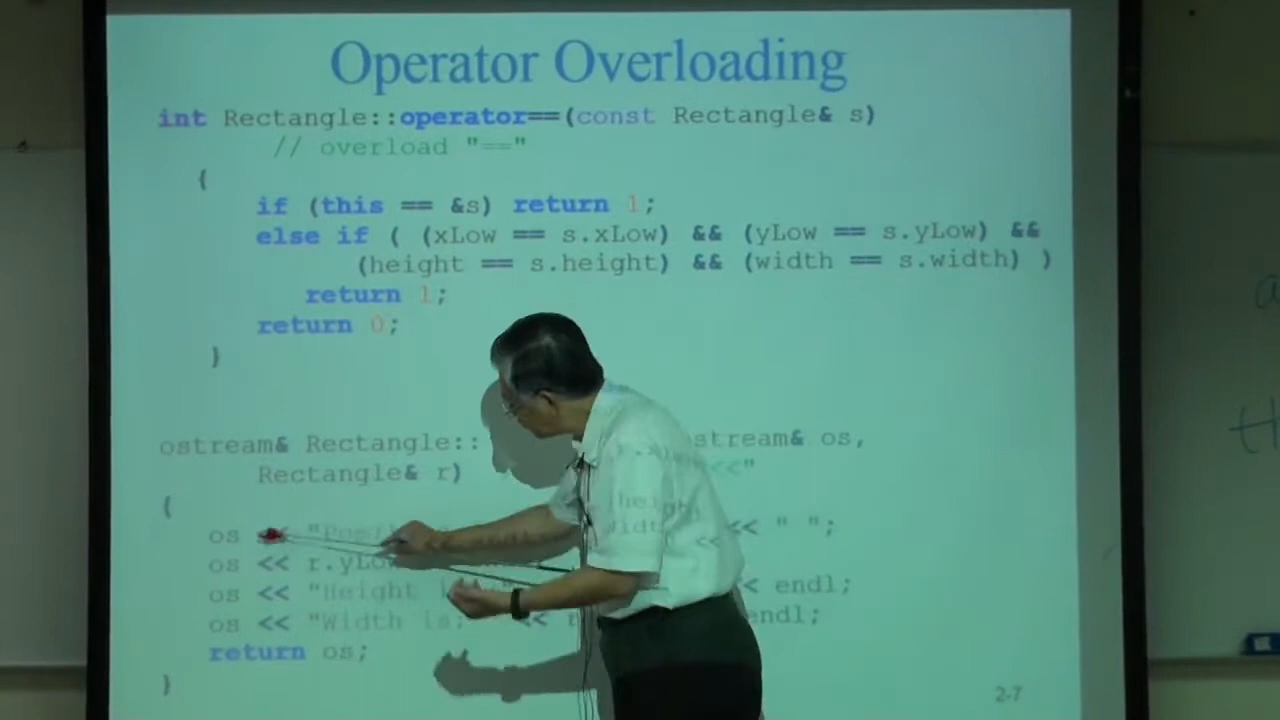 Operator Overloading
int Rectangle::operator==(const Rectangle& s)
// overload "=="
{
if (this == &s) return 1;
else if ( (xLow == s.xLow) && (yLow == s.yLow) &&
(height == s.height) && (width == s.width) )
return 1;
return 0;
}
ostream& Rectangle:: stream& os,
Rectangle& r) <<"
{
os << << " ";
os << r.yLow
os << "Height << endl;
os << "Width is: << endl;
return os;
}
2-7